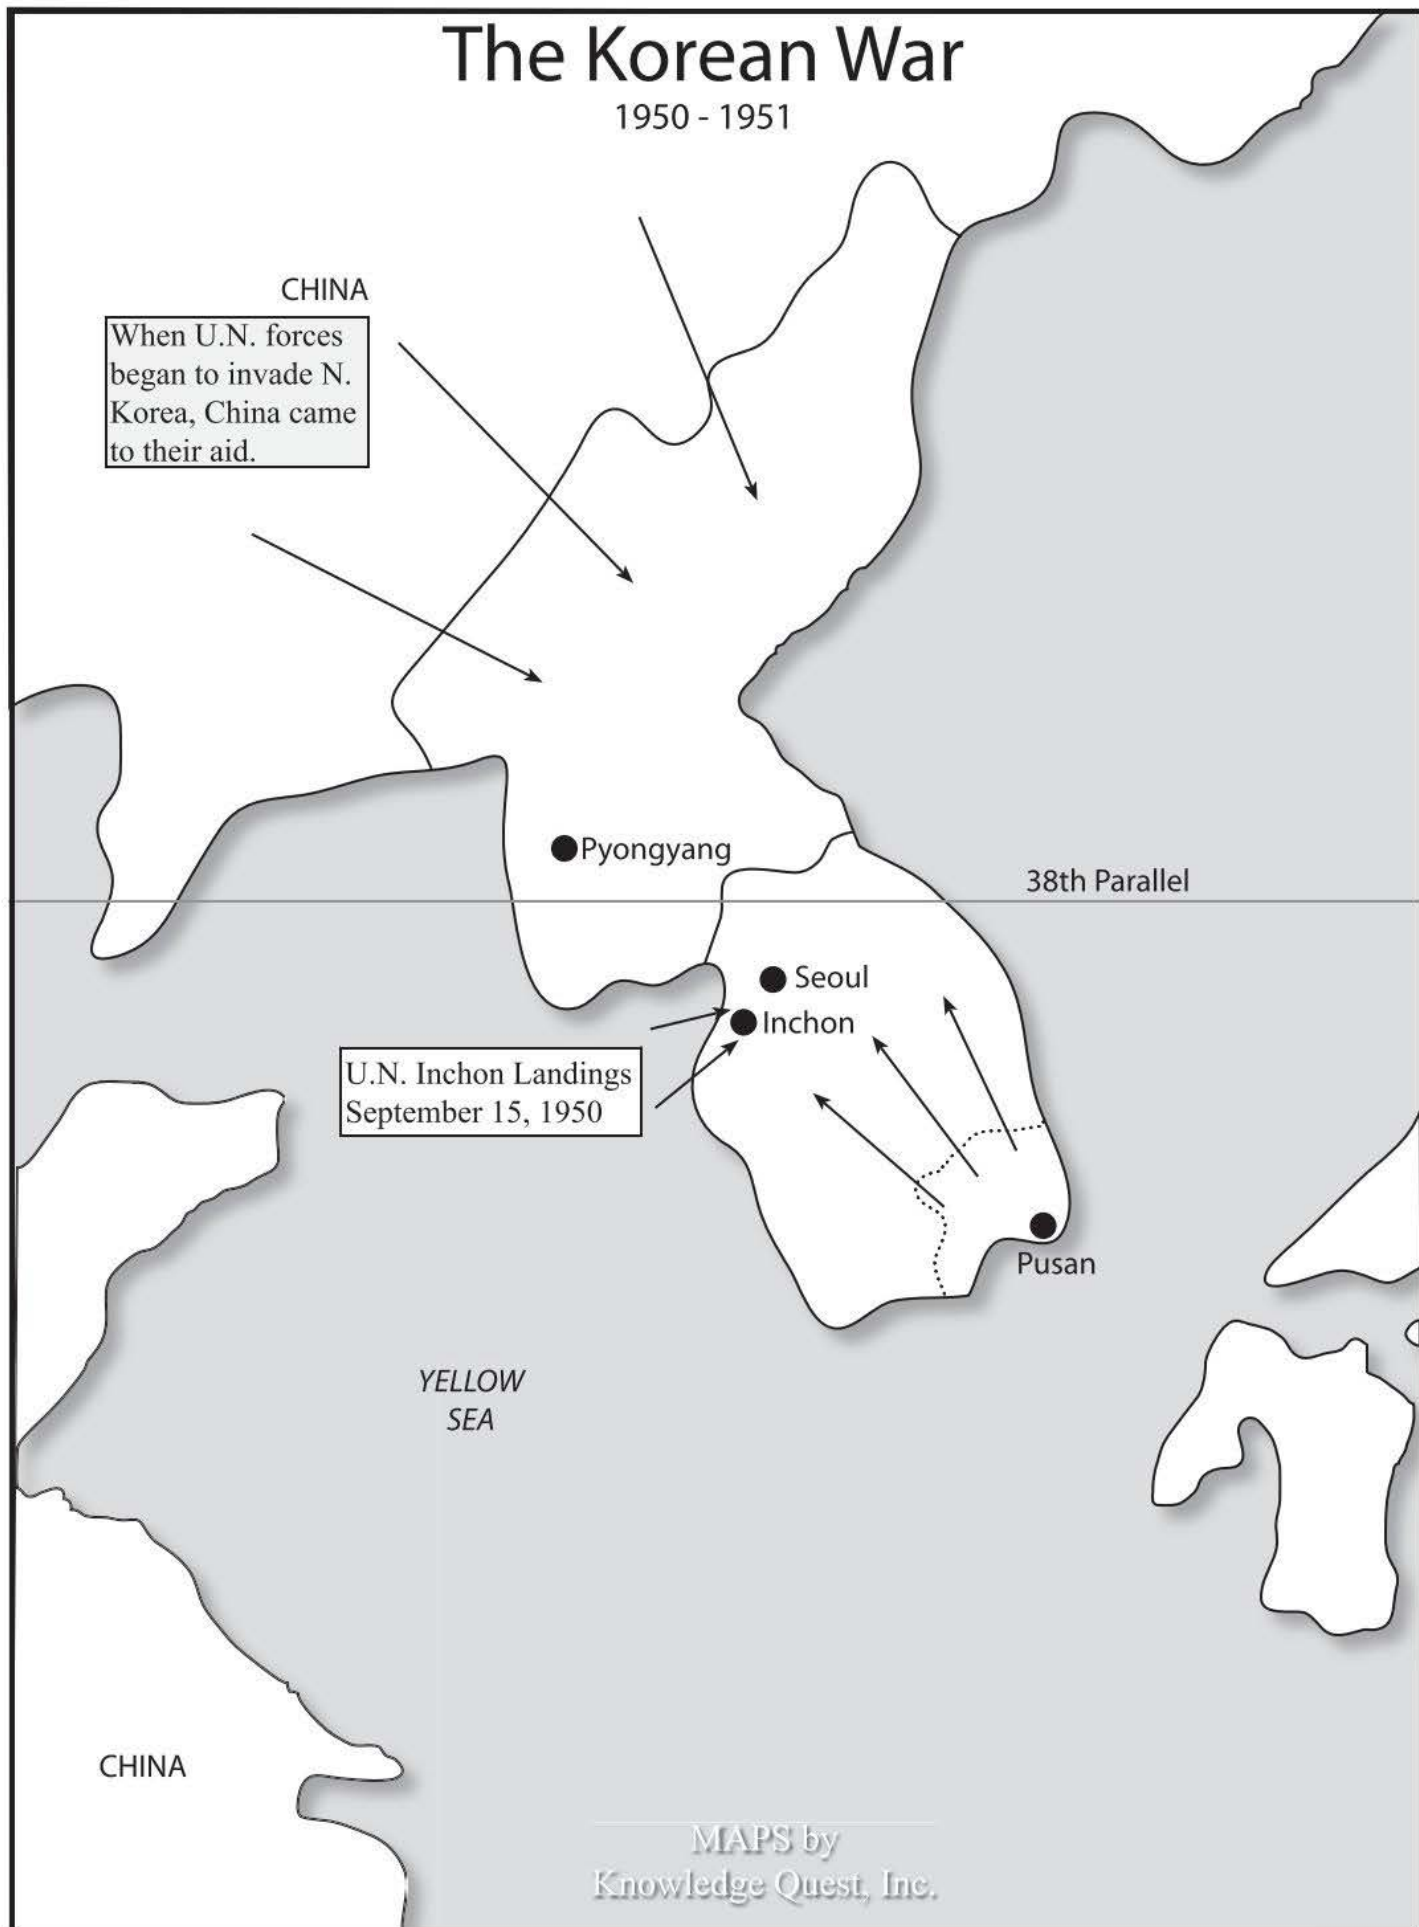 The Korean War
1950 - 1951
CHINA
When U.N. forces
began to invade N.
Korea, China came
to their aid.
Pyongyang
38th Parallel
Seoul
Inchon
U.N. Inchon Landings
September 15, 1950
Pusan
YELLOW
SEA
CHINA
MAPS by
Knowledge Quest, Inc.